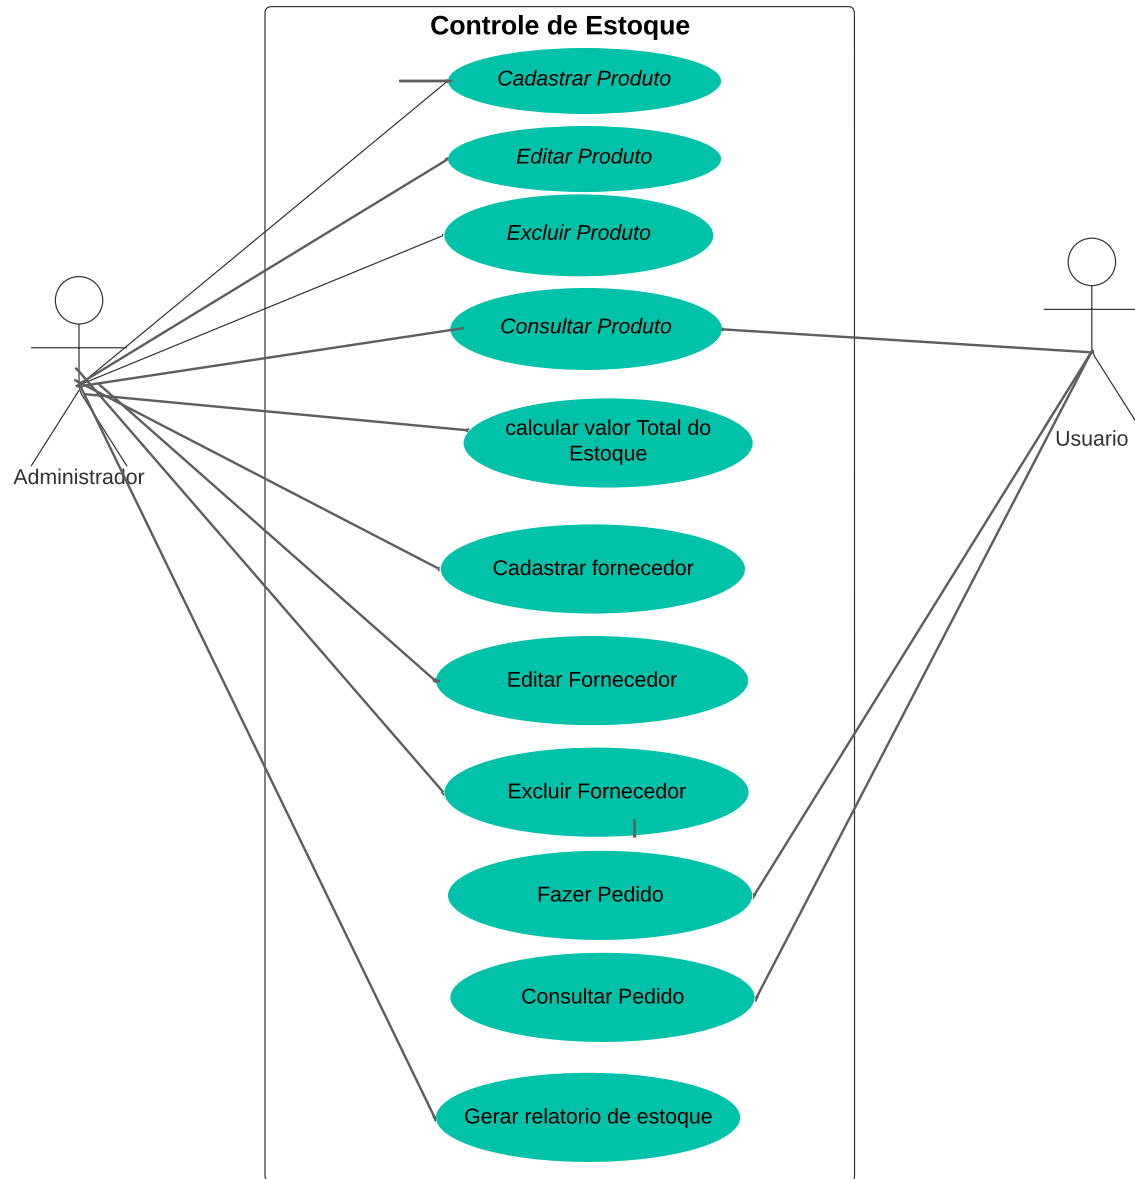 Controle de Estoque
Cadastrar Produto
Editar Produto
Excluir Produto
Consultar Produto
calcular valor Total do
Estoque
Usuario
Administrador
Cadastrar fornecedor
Editar Fornecedor
Excluir Fornecedor
Fazer Pedido
Consultar Pedido
Gerar relatorio de estoque